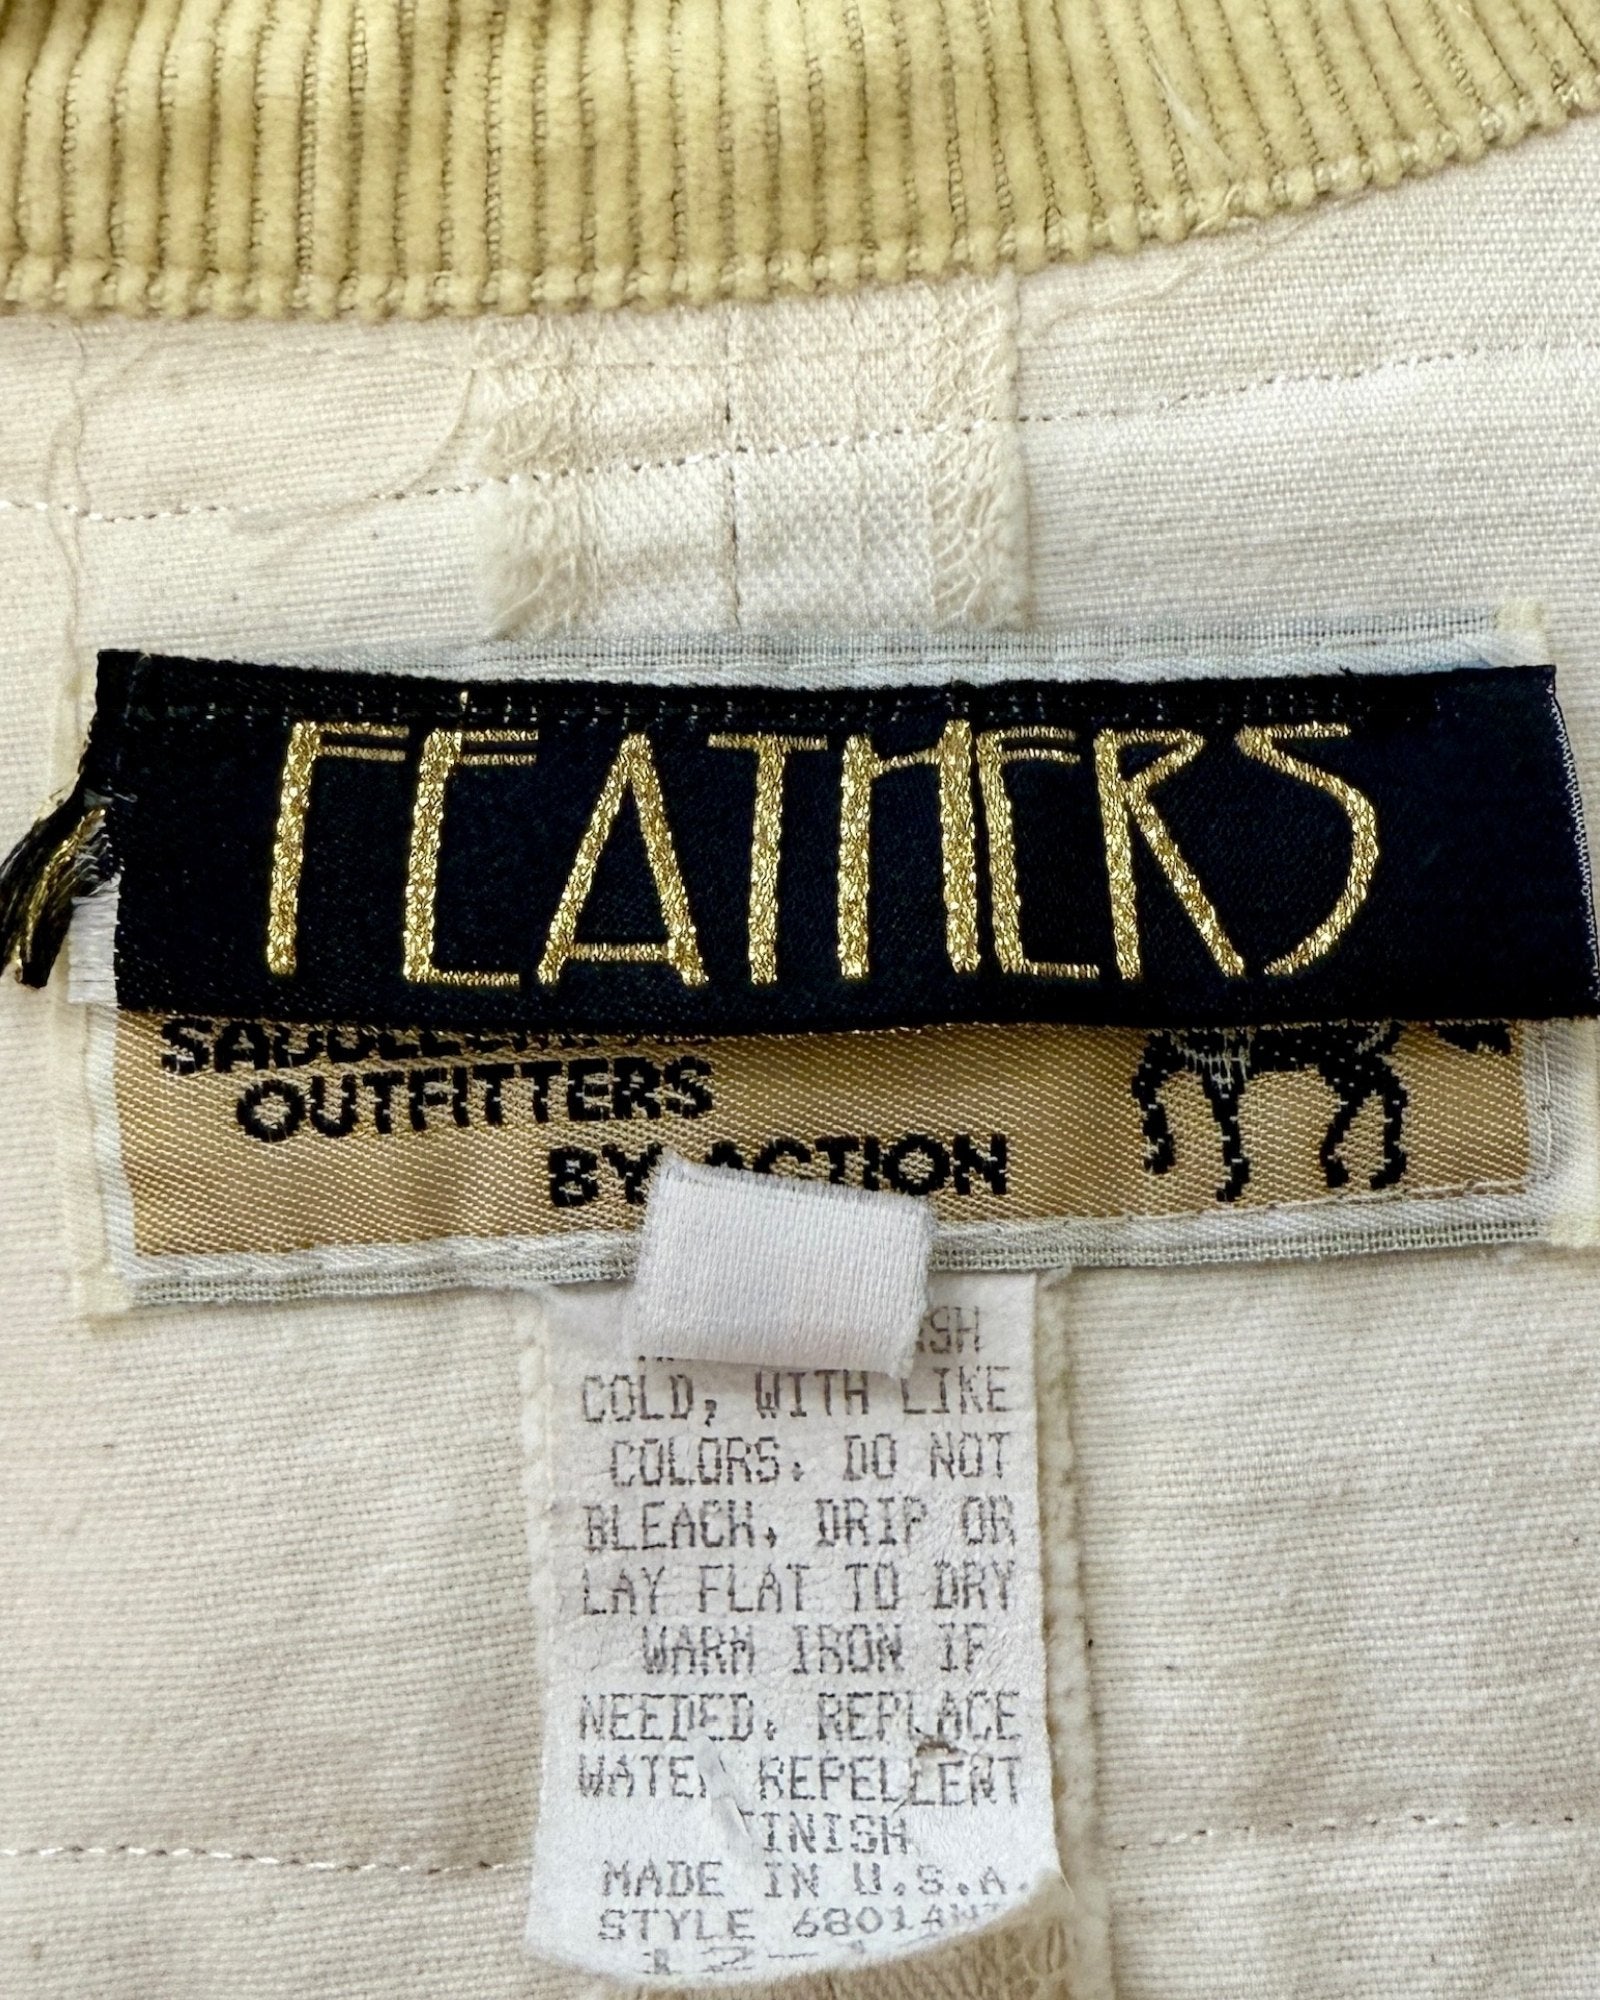 FEATHERS
OUTFITTERS
BY ACTION
COLD, WITH LIKE
COLORS. DO NOT
BLEACH, DRIP OR
LAY FLAT TO DRY
WARM IRON IF
NEEDED. REPLACE
WATER REPELLENT
FINISH
MADE IN U.S.A.
STYLE